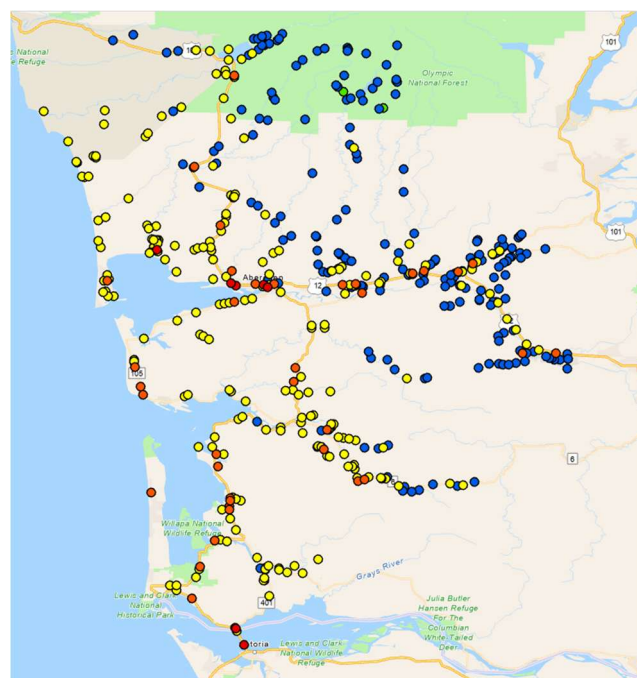 National
Refuge
101
Olympic
National Forest
101
101
Aberdeen
12
105
6
Willapa National
Wildlife Refuge
Grays River
Lewis and Clark
National
Historical Park
401
Julia Butler
Hansen Refuge
For The
Columbian
White Tailed
Deer
toria
Lewis and Clark
National Wildlife
Refuge